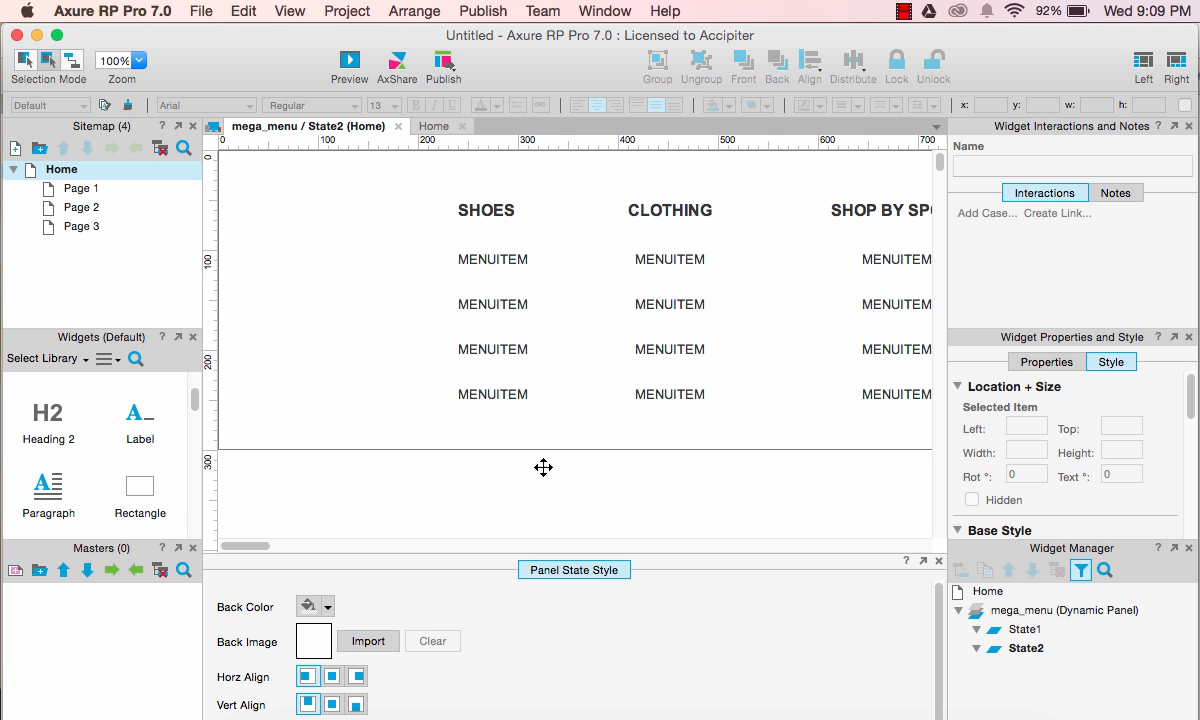 Axure RP Pro 7.0 File Edit View Project Arrange Publish Team Window Help 92% Wed 9:09 PM
Untitled - Axure RP Pro 7.0 : Licensed to Accipiter
100%
Selection Mode Zoom Preview AxShare Publish Group Ungroup Front Back Align Distribute Lock Unlock Left Right
Default Arial Regular 13 B I U x: y: w: h:
Sitemap (4)
Home
Page 1
Page 2
Page 3
Widgets (Default)
Select Library
H2
Heading 2
Label
Paragraph
Rectangle
Masters (0)
mega_menu / State2 (Home) Home
0 100 200 300 400 500 600 700
0
100
200
300
SHOES CLOTHING SHOP BY SPO
MENUITEM MENUITEM MENUITEM
MENUITEM MENUITEM MENUITEM
MENUITEM MENUITEM MENUITEM
MENUITEM MENUITEM MENUITEM
Panel State Style
Back Color
Back Image Import Clear
Horz Align
Vert Align
Widget Interactions and Notes
Name
Interactions Notes
Add Case... Create Link...
Widget Properties and Style
Properties Style
Location + Size
Selected Item
Left: Top:
Width: Height:
Rot °: 0 Text °: 0
Hidden
Base Style
Widget Manager
Home
mega_menu (Dynamic Panel)
State1
State2